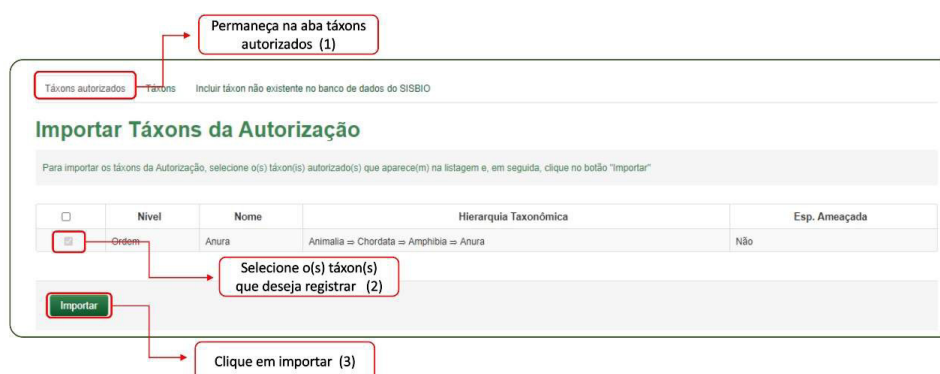 Permaneça na aba táxons
autorizados (1)
Táxons autorizados Táxons Incluir táxon não existente no banco de dados do SISBIO
Importar Táxons da Autorização
Para importar os táxons da Autorização, selecione o(s) táxon(is) autorizado(s) que aparece(m) na listagem e, em seguida, clique no botão "Importar"
Nível Nome Hierarquia Taxonômica Esp. Ameaçada
Ordem Anura Animalia ⇒ Chordata ⇒ Amphibia ⇒ Anura Não
Selecione o(s) táxon(s)
que deseja registrar (2)
Importar
Clique em importar (3)